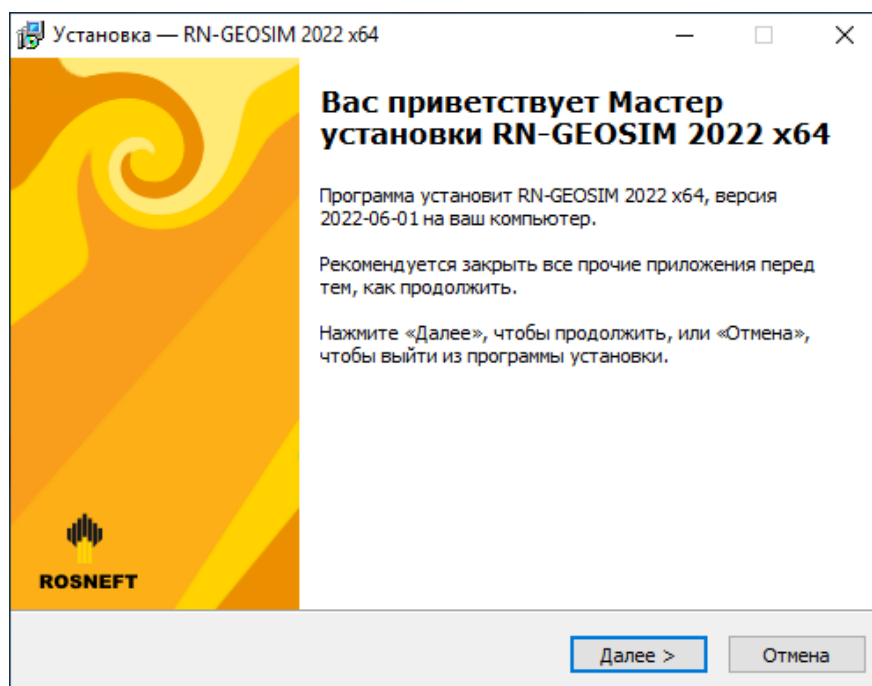 Установка — RN-GEOSIM 2022 x64
Вас приветствует Мастер
установки RN-GEOSIM 2022 x64
Программа установит RN-GEOSIM 2022 x64, версия
2022-06-01 на ваш компьютер.
Рекомендуется закрыть все прочие приложения перед
тем, как продолжить.
Нажмите «Далее», чтобы продолжить, или «Отмена»,
чтобы выйти из программы установки.
ROSNEFT
Далее >
Отмена